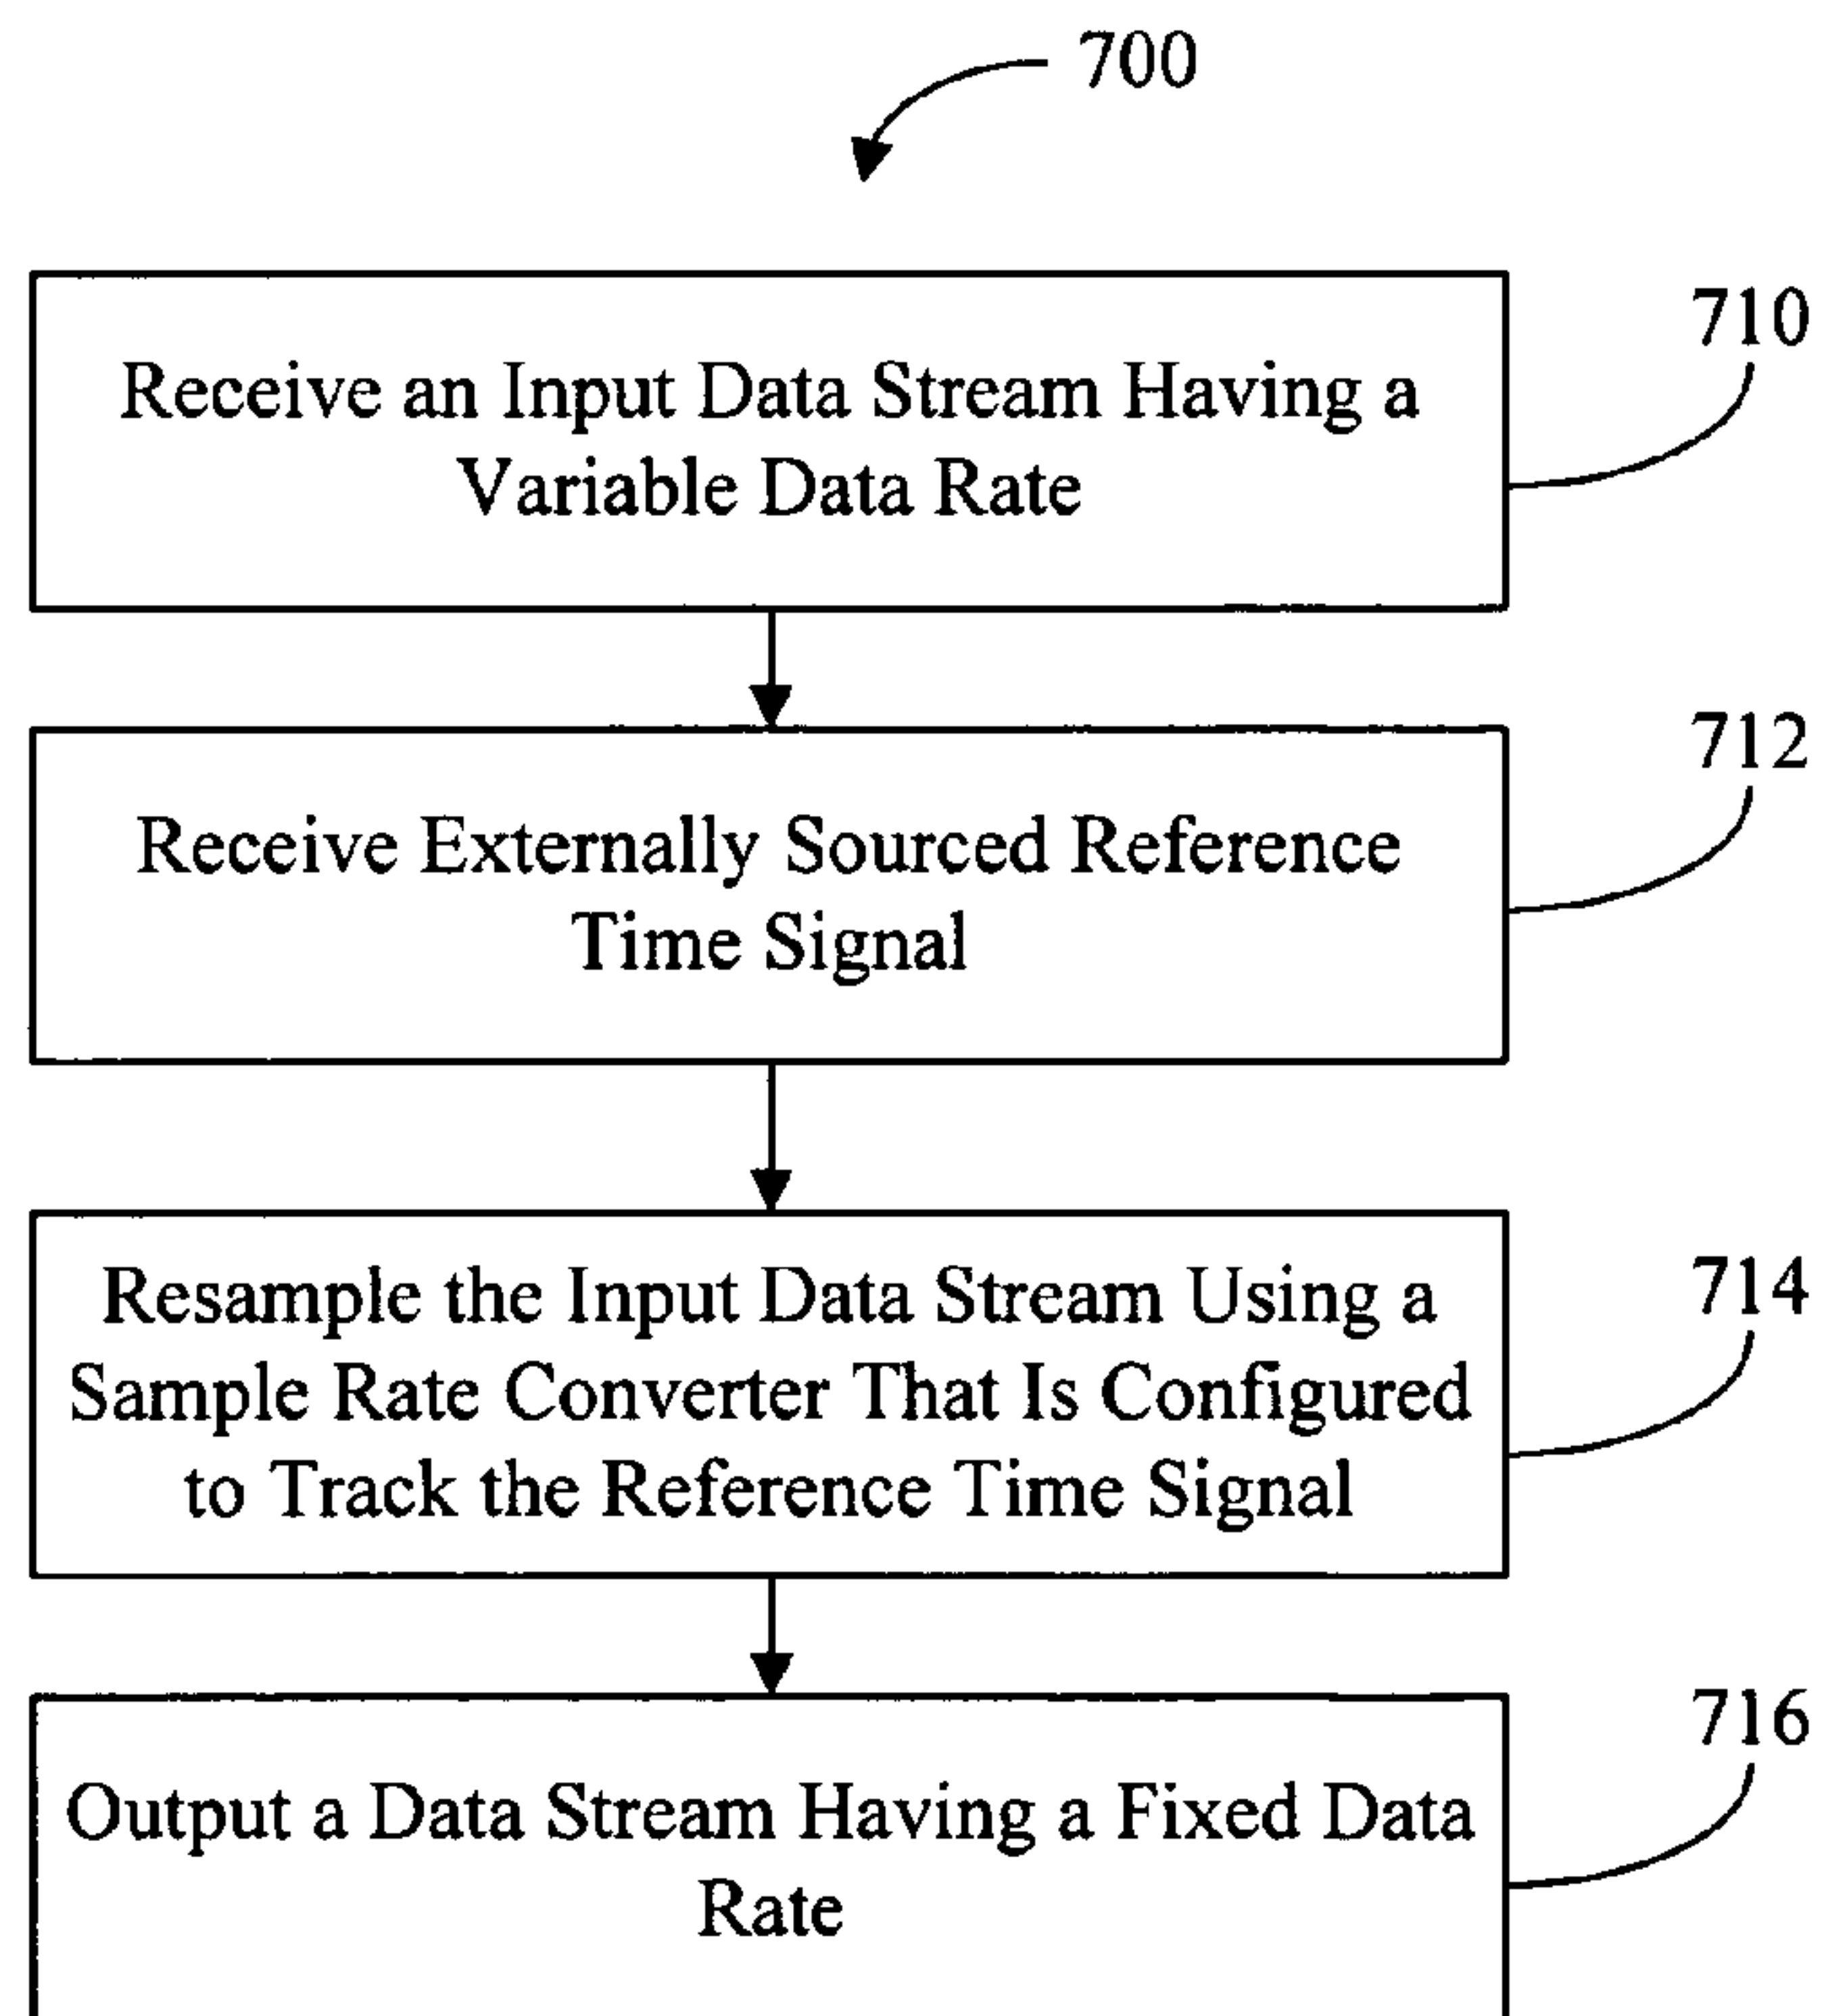 700
710
Receive an Input Data Stream Having a
Variable Data Rate
712
Receive Externally Sourced Reference
Time Signal
714
Resample the Input Data Stream Using a
Sample Rate Converter That Is Configured
to Track the Reference Time Signal
716
Output a Data Stream Having a Fixed Data
Rate